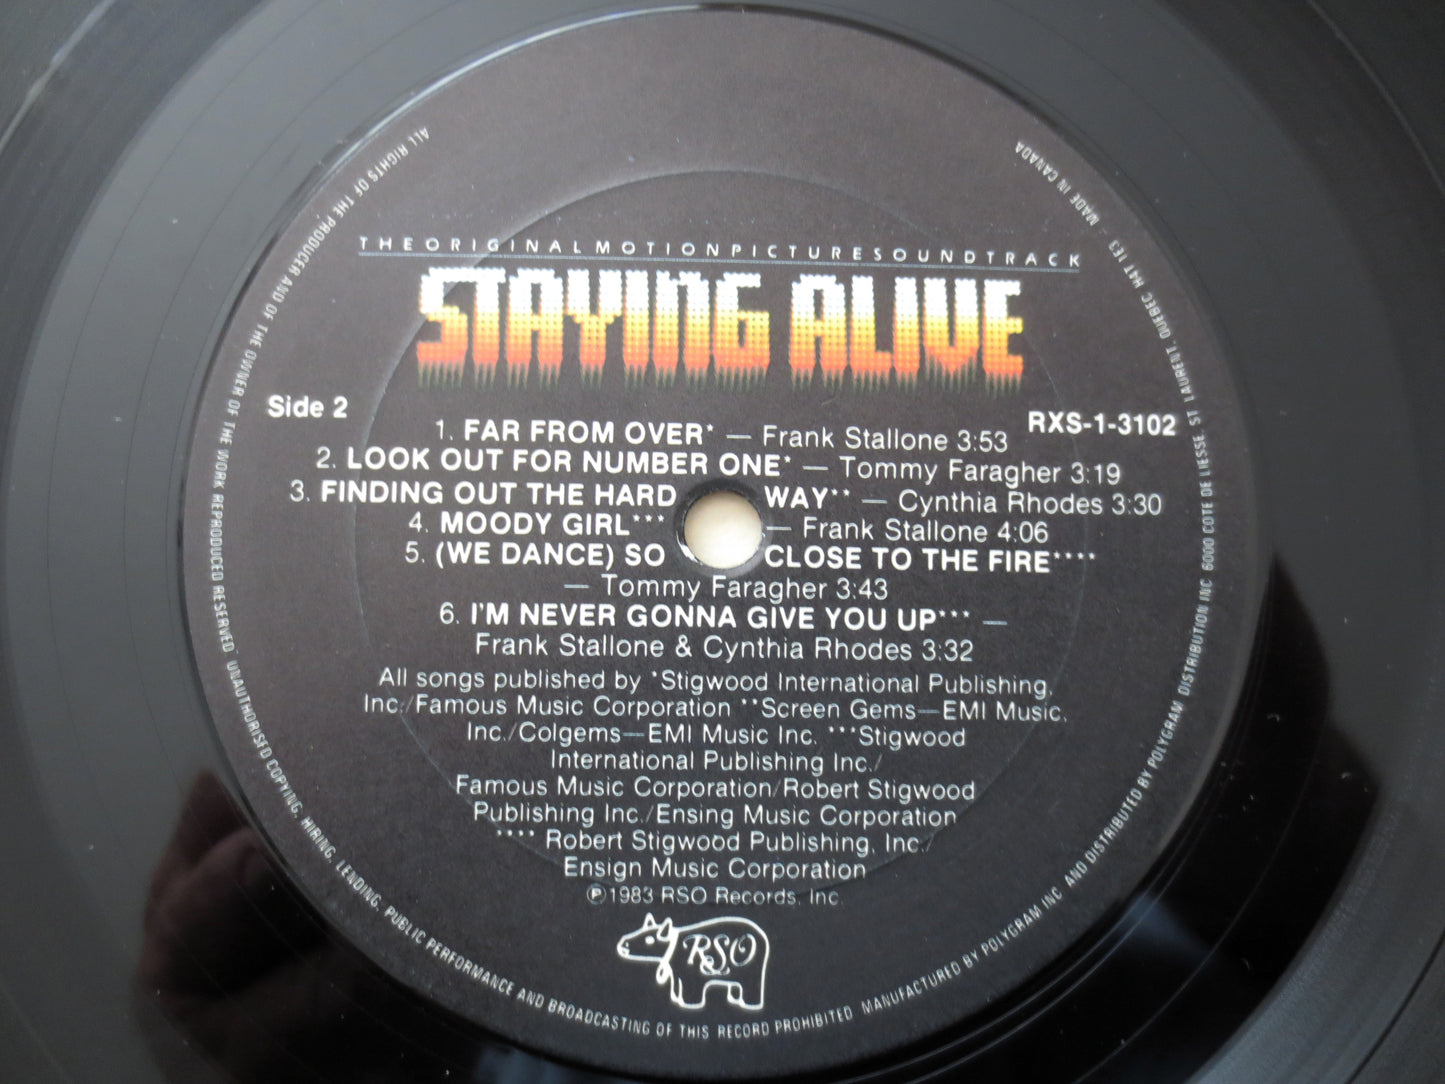 THE ORIGINAL MOTION PICTURE SOUNDTRACK
STAYING ALIVE
Side 2
RXS-1-3102
1. FAR FROM OVER* — Frank Stallone 3:53
2. LOOK OUT FOR NUMBER ONE* — Tommy Faragher 3:19
3. FINDING OUT THE HARD WAY** — Cynthia Rhodes 3:30
4. MOODY GIRL*** — Frank Stallone 4:06
5. (WE DANCE) SO CLOSE TO THE FIRE****
— Tommy Faragher 3:43
6. I'M NEVER GONNA GIVE YOU UP*** —
Frank Stallone & Cynthia Rhodes 3:32
All songs published by *Stigwood International Publishing,
Inc./Famous Music Corporation **Screen Gems—EMI Music,
Inc./Colgems—EMI Music Inc. ***Stigwood
International Publishing Inc./
Famous Music Corporation/Robert Stigwood
Publishing Inc./Ensing Music Corporation
**** Robert Stigwood Publishing, Inc./
Ensign Music Corporation
℗1983 RSO Records, Inc.
RSO
ALL RIGHTS OF THE PRODUCER AND OF THE OWNER OF THE WORK REPRODUCED RESERVED. UNAUTHORISED COPYING, HIRING, LENDING, PUBLIC PERFORMANCE AND BROADCASTING OF THIS RECORD PROHIBITED. MANUFACTURED BY POLYGRAM INC. AND DISTRIBUTED BY POLYGRAM DISTRIBUTION INC. 6000 COTE DE LIESSE, ST LAURENT, QUEBEC H4T 1E3 - MADE IN CANADA